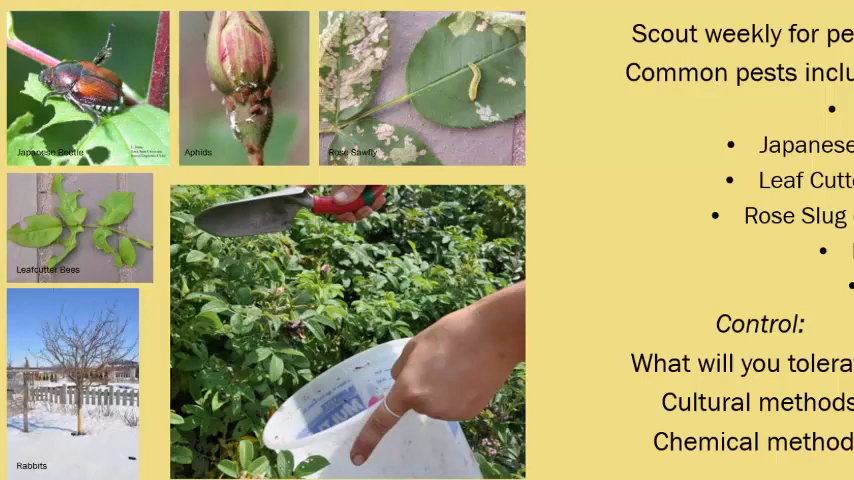 Japanese Beetle
Aphids
Rose Sawfly
Leafcutter Bees
Rabbits
Scout weekly for pe
Common pests inclu
•
• Japanese
• Leaf Cutte
• Rose Slug
•
•
Control:
What will you tolerat
Cultural methods
Chemical method